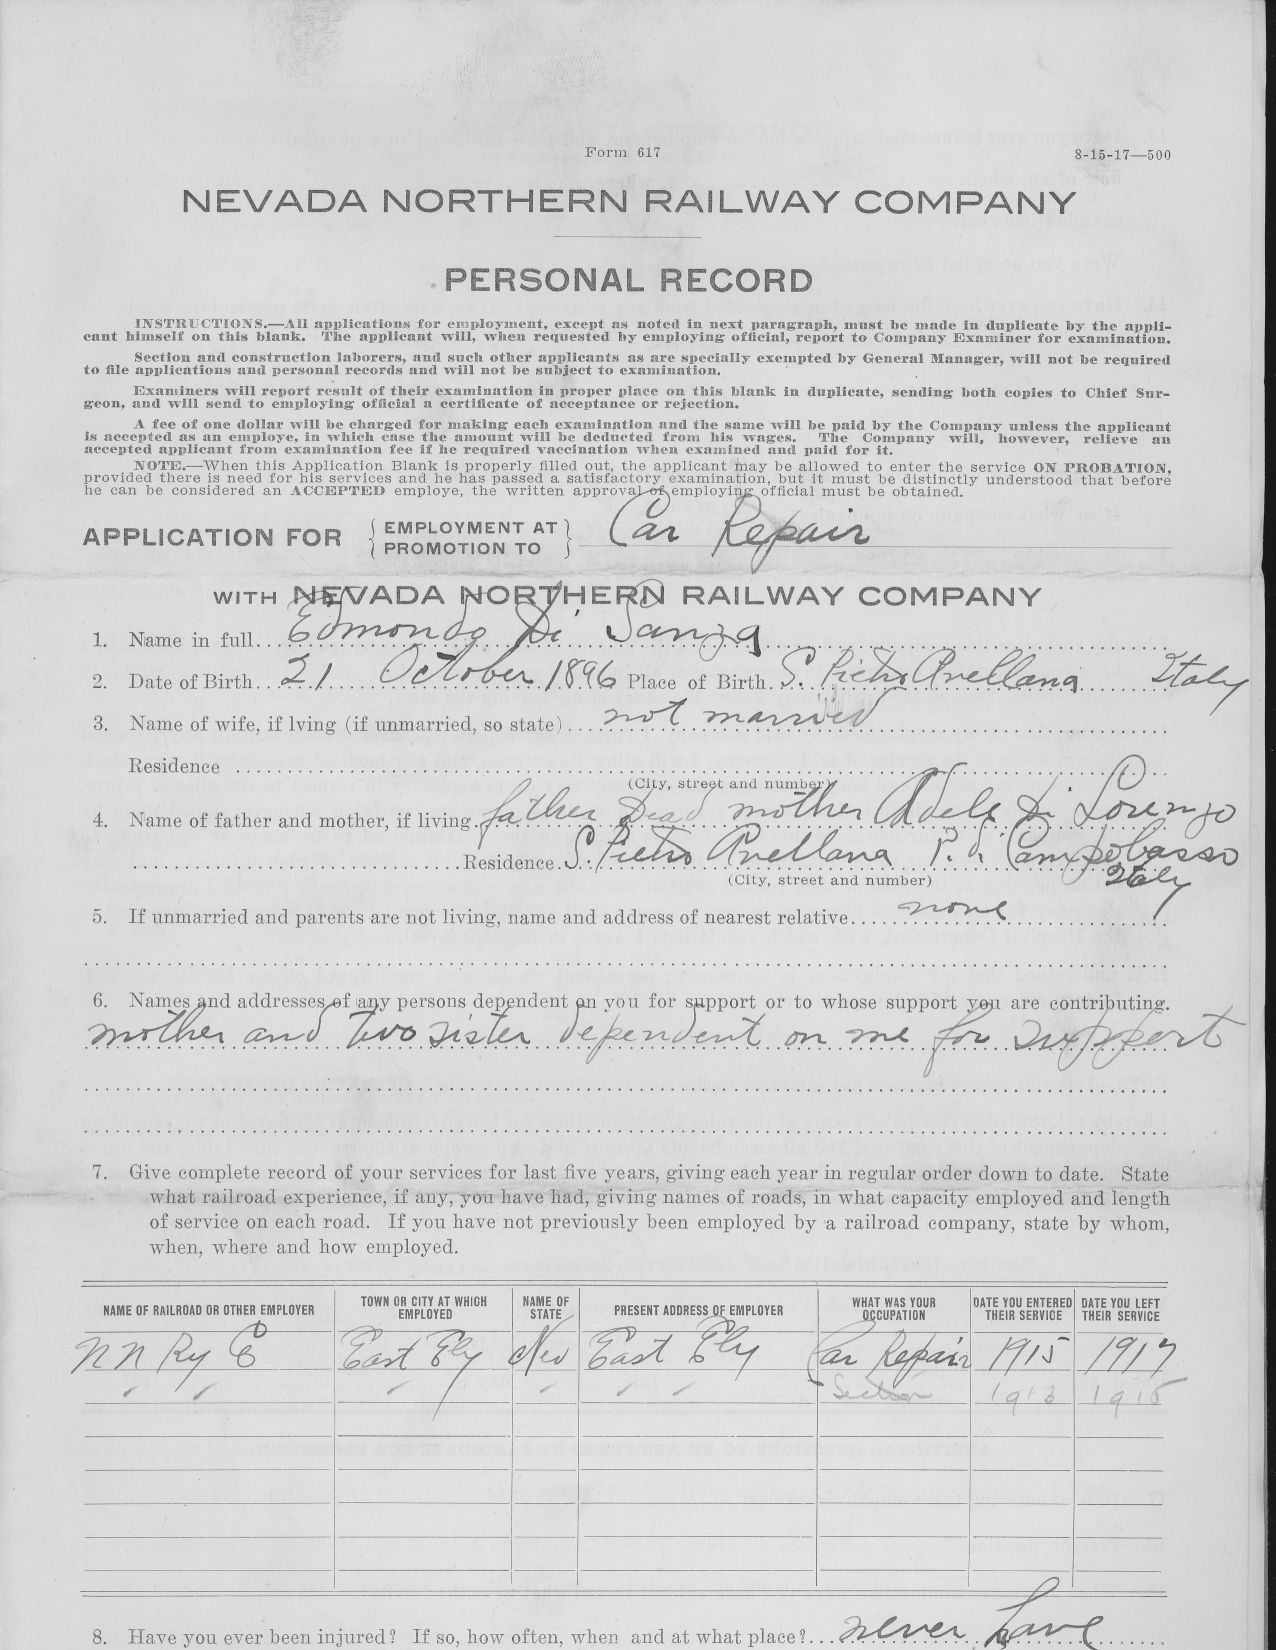 Form 617
8-15-17—500
NEVADA NORTHERN RAILWAY COMPANY
PERSONAL RECORD
INSTRUCTIONS.—All applications for employment, except as noted in next paragraph, must be made in duplicate by the appli-
cant himself on this blank. The applicant will, when requested by employing official, report to Company Examiner for examination.
Section and construction laborers, and such other applicants as are specially exempted by General Manager, will not be required
to file applications and personal records and will not be subject to examination.
Examiners will report result of their examination in proper place on this blank in duplicate, sending both copies to Chief Sur-
geon, and will send to employing official a certificate of acceptance or rejection.
A fee of one dollar will be charged for making each examination and the same will be paid by the Company unless the applicant
is accepted as an employe, in which case the amount will be deducted from his wages. The Company will, however, relieve an
accepted applicant from examination fee if he required vaccination when examined and paid for it.
NOTE.—When this Application Blank is properly filled out, the applicant may be allowed to enter the service ON PROBATION,
provided there is need for his services and he has passed a satisfactory examination, but it must be distinctly understood that before
he can be considered an ACCEPTED employe, the written approval of employing official must be obtained.
APPLICATION FOR { EMPLOYMENT AT } Car Repair
{ PROMOTION TO }
WITH NEVADA NORTHERN RAILWAY COMPANY
1. Name in full... Edmondo Di Sanza
2. Date of Birth... 21 October 1896 Place of Birth. S. Pietro Avellana Italy
3. Name of wife, if lving (if unmarried, so state)... not married
Residence
(City, street and number)
4. Name of father and mother, if living. father Dead mother Adele Di Lorenzo
Residence. S. Pietro Avellana P. di Campobasso
Italy
(City, street and number)
5. If unmarried and parents are not living, name and address of nearest relative..... none
6. Names and addresses of any persons dependent on you for support or to whose support you are contributing.
mother and two sister dependent on me for support
7. Give complete record of your services for last five years, giving each year in regular order down to date. State
what railroad experience, if any, you have had, giving names of roads, in what capacity employed and length
of service on each road. If you have not previously been employed by a railroad company, state by whom,
when, where and how employed.
NAME OF RAILROAD OR OTHER EMPLOYER TOWN OR CITY AT WHICH EMPLOYED NAME OF STATE PRESENT ADDRESS OF EMPLOYER WHAT WAS YOUR OCCUPATION DATE YOU ENTERED THEIR SERVICE DATE YOU LEFT THEIR SERVICE
N N Ry C East Ely Nev East Ely Car Repair 1915 1917
" " " " " " Section 1913 1915
8. Have you ever been injured? If so, how often, when and at what place?... never have